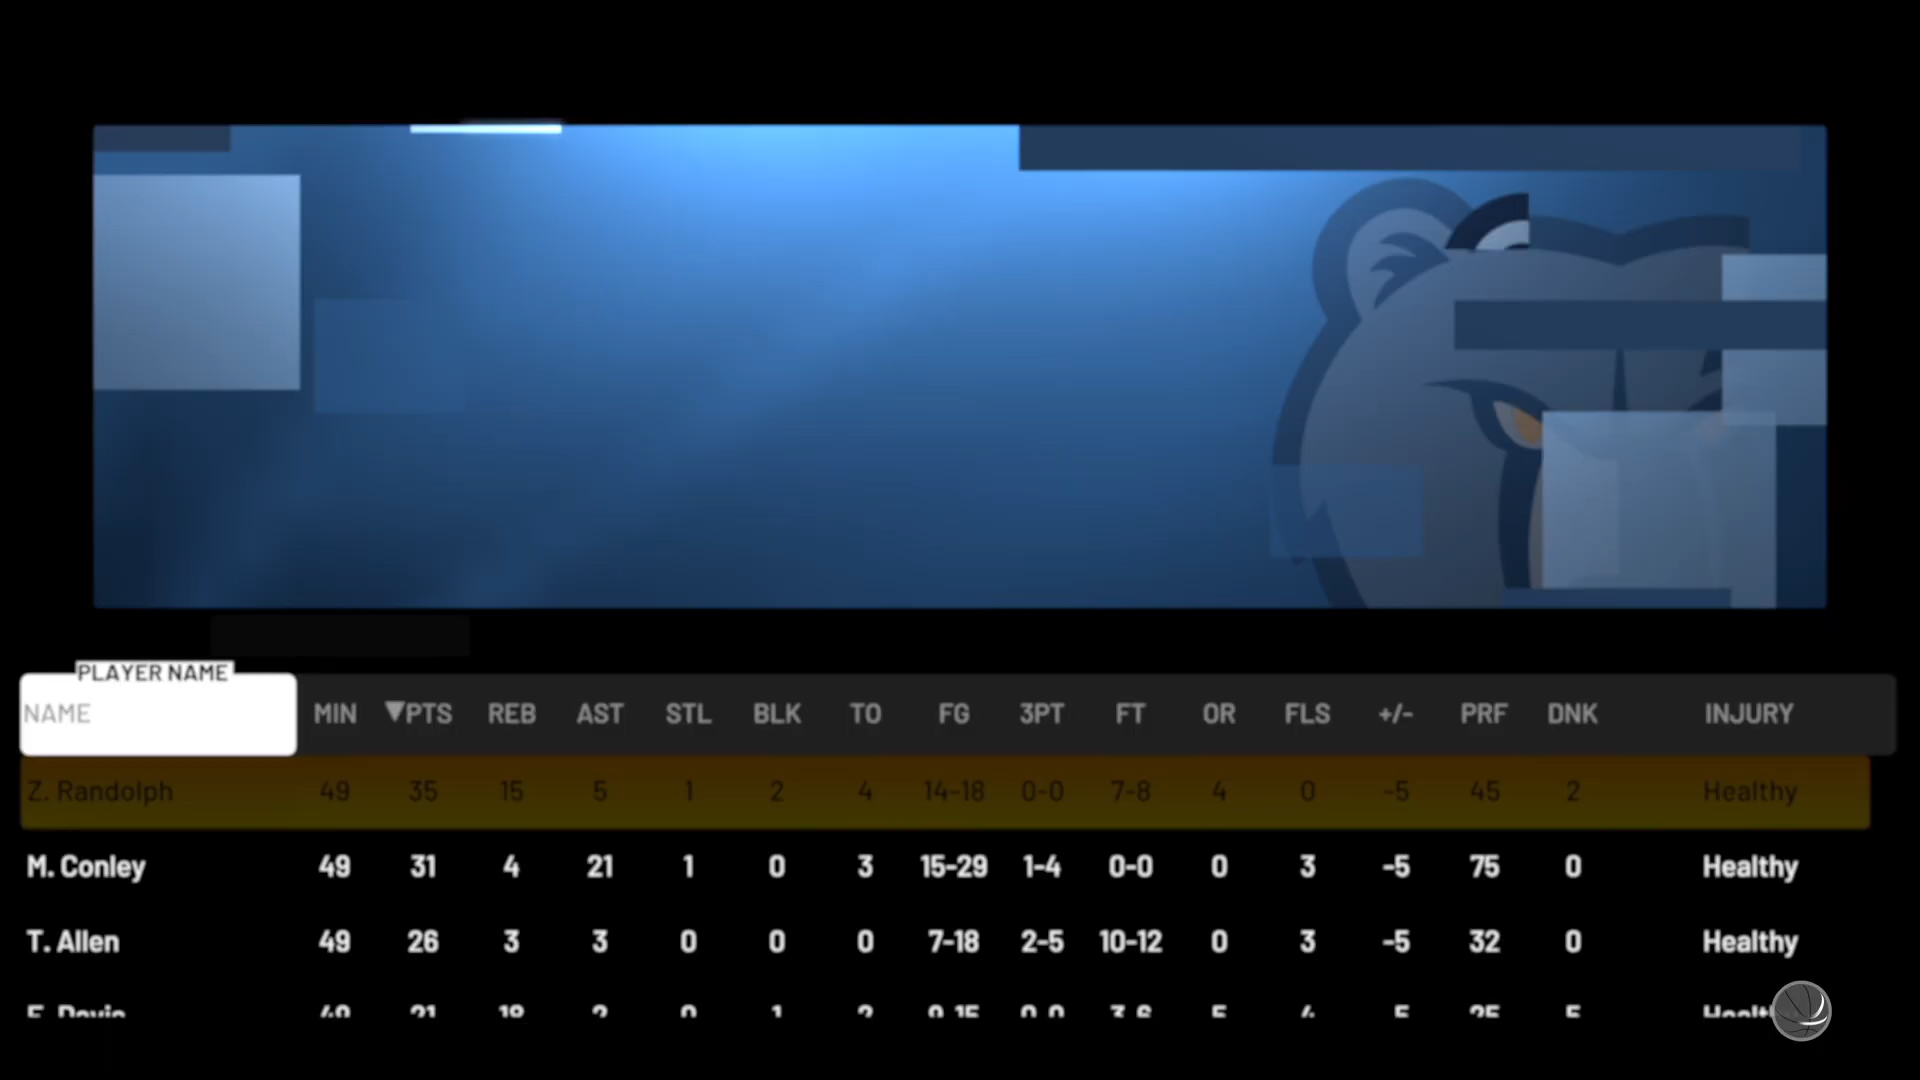 PLAYER NAME
NAME MIN ▼PTS REB AST STL BLK TO FG 3PT FT OR FLS +/- PRF DNK INJURY
Z. Randolph 49 35 15 5 1 2 4 14-18 0-0 7-8 4 0 -5 45 2 Healthy
M. Conley 49 31 4 21 1 0 3 15-29 1-4 0-0 0 3 -5 75 0 Healthy
T. Allen 49 26 3 3 0 0 0 7-18 2-5 10-12 0 3 -5 32 0 Healthy